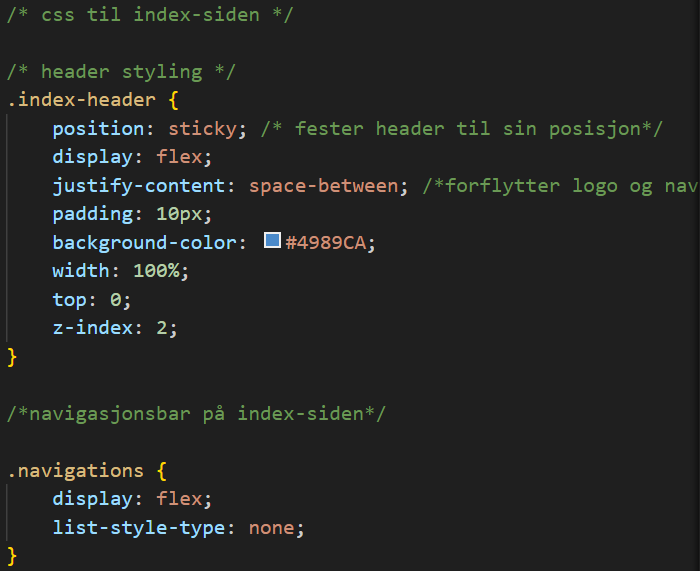 /* css til index-siden */
/* header styling */
.index-header {
position: sticky; /* fester header til sin posisjon*/
display: flex;
justify-content: space-between; /*forflytter logo og nav
padding: 10px;
background-color: #4989CA;
width: 100%;
top: 0;
z-index: 2;
}
/*navigasjonsbar på index-siden*/
.navigations {
display: flex;
list-style-type: none;
}